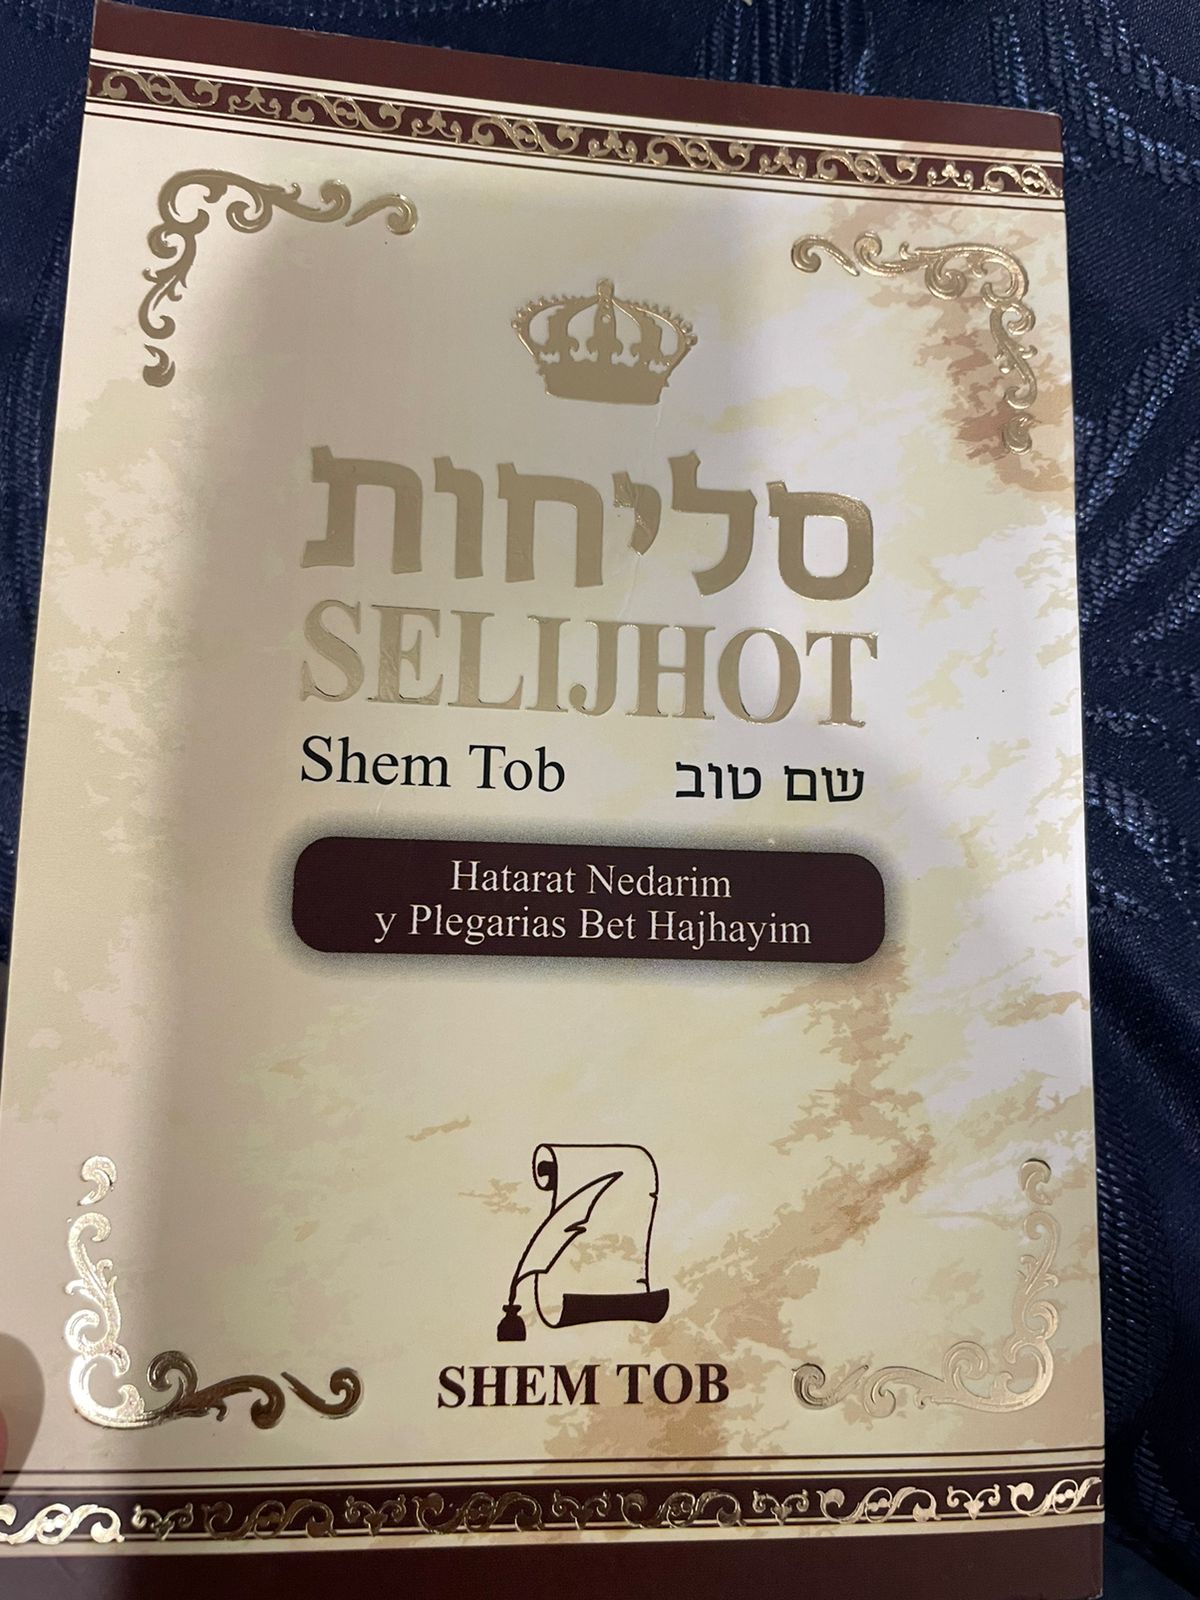 סליחות
SELIJHOT
Shem Tob שם טוב
Hatarat Nedarim
y Plegarias Bet Hajhayim
SHEM TOB